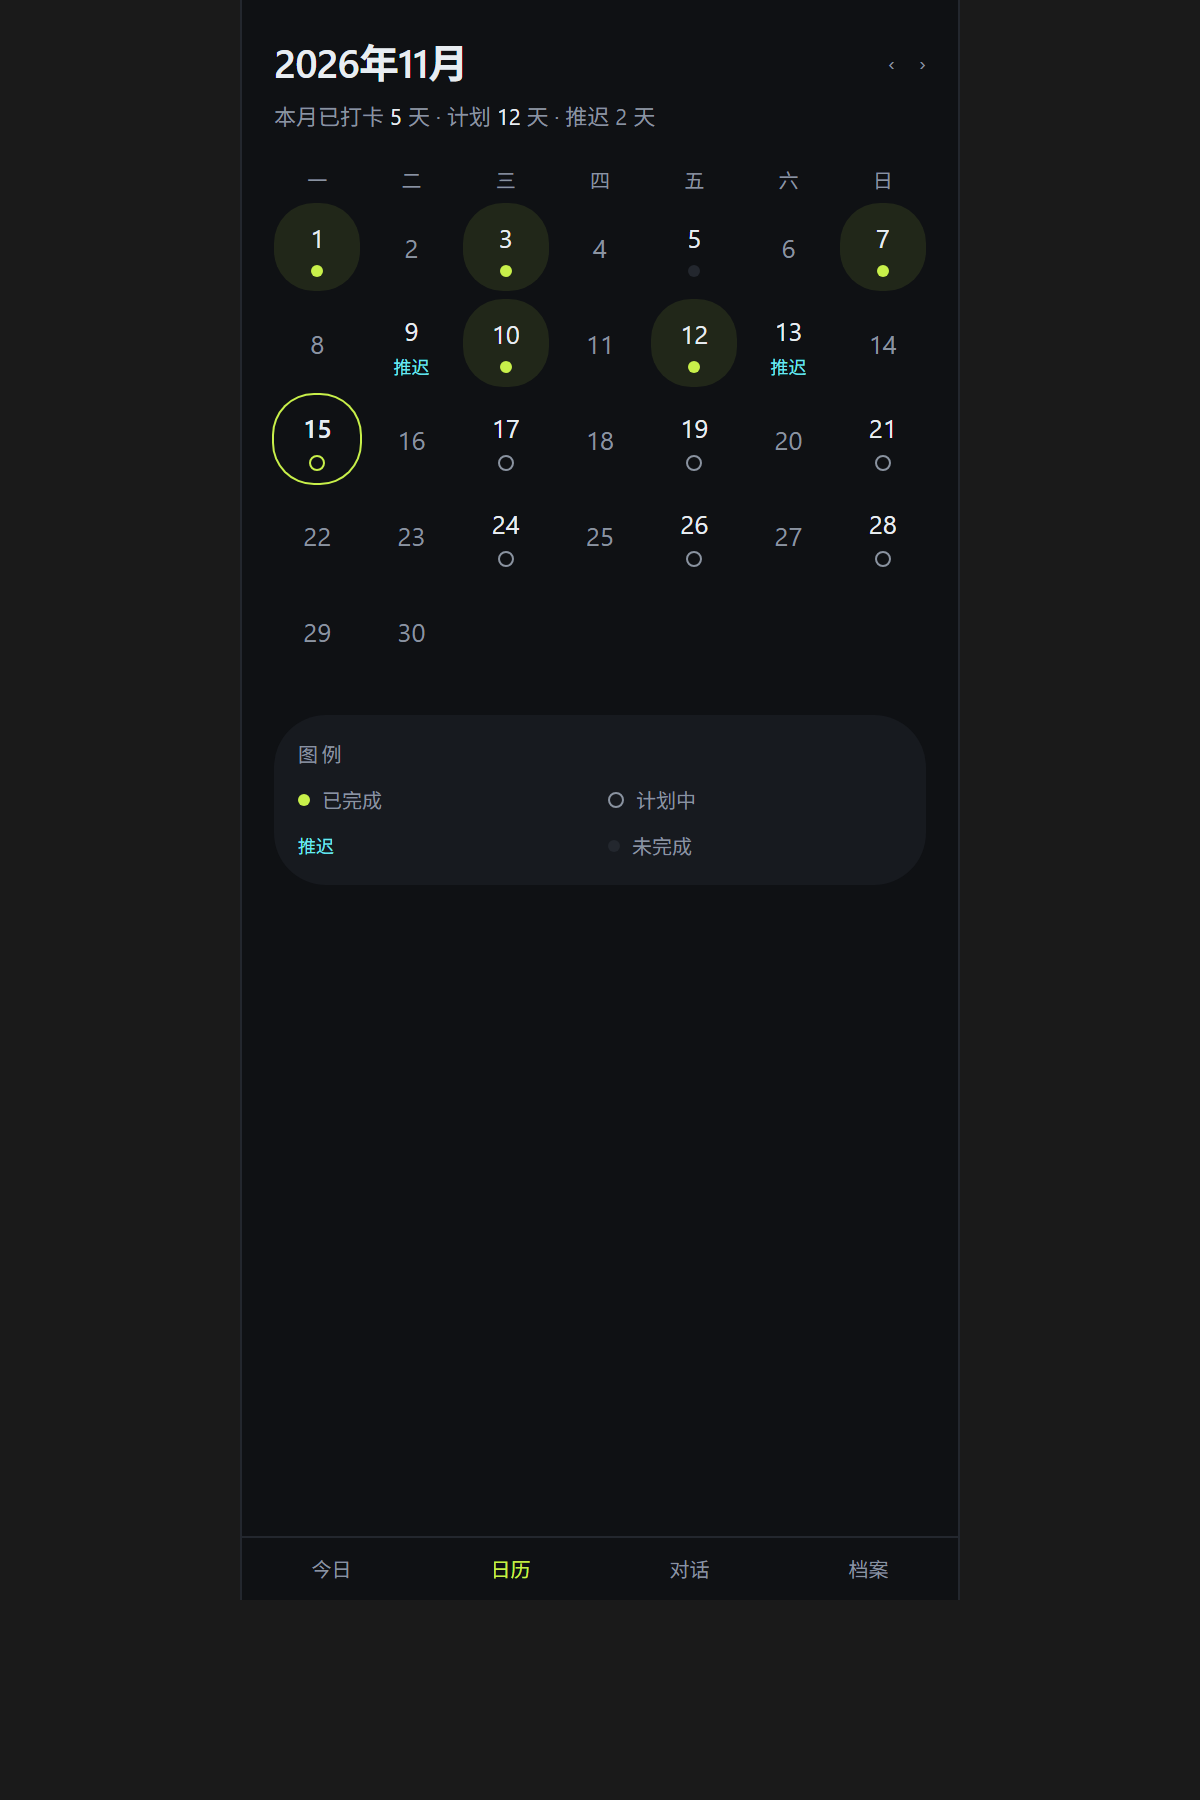 2026年11月 ‹ ›
本月已打卡 5 天 · 计划 12 天 · 推迟 2 天
一 二 三 四 五 六 日
1 2 3 4 5 6 7
8 9 10 11 12 13 14
推迟 推迟
15 16 17 18 19 20 21
22 23 24 25 26 27 28
29 30
图例
已完成 计划中
推迟 未完成
今日 日历 对话 档案